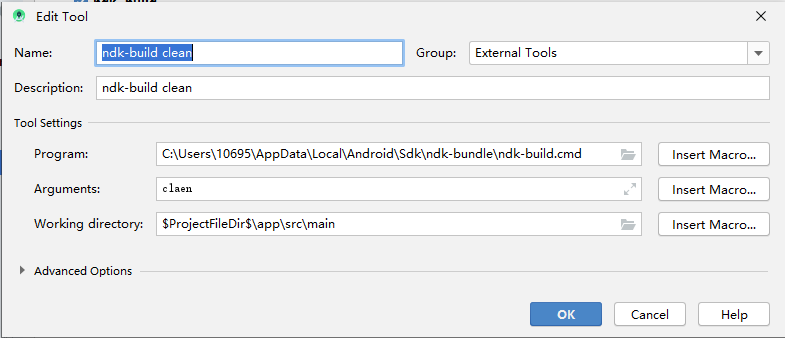 Edit Tool
Name: ndk-build clean Group: External Tools
Description: ndk-build clean
Tool Settings
Program: C:\Users\10695\AppData\Local\Android\Sdk\ndk-bundle\ndk-build.cmd Insert Macro...
Arguments: claen Insert Macro...
Working directory: $ProjectFileDir$\app\src\main Insert Macro...
Advanced Options
OK Cancel Help